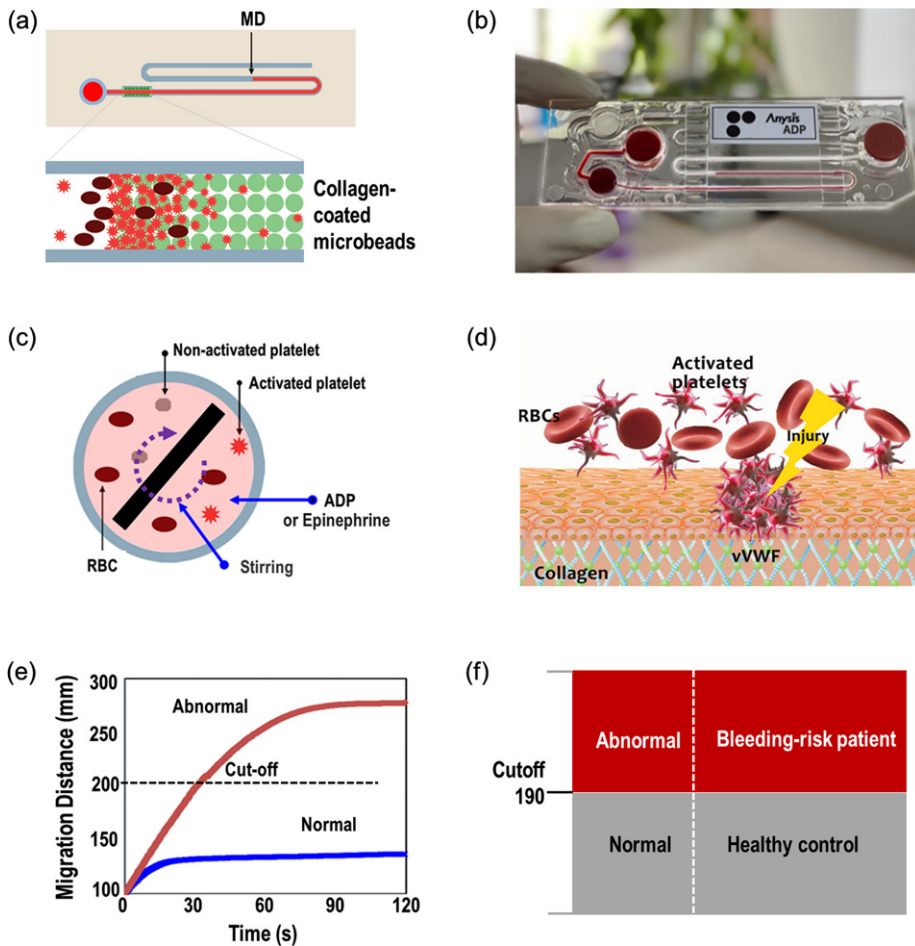 (a)
MD
Collagen-
coated
microbeads
(b)
Anysis
ADP
(c)
Non-activated platelet
Activated platelet
ADP
or Epinephrine
RBC
Stirring
(d)
Activated
platelets
RBCs
Injury
vVWF
Collagen
(e)
Migration Distance (mm)
300
250
200
150
100
Abnormal
Cut-off
Normal
0
30
60
90
120
Time (s)
(f)
Cutoff
190
Abnormal
Bleeding-risk patient
Normal
Healthy control